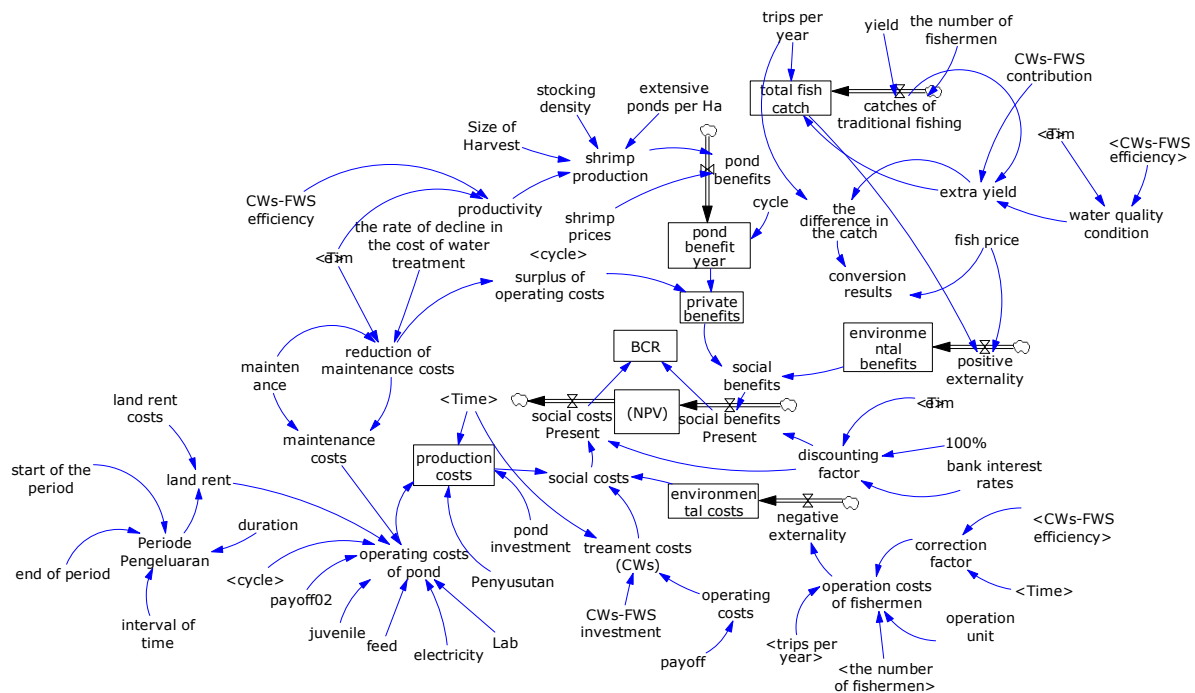 trips per
year
yield
the number of
fishermen
CWs-FWS
contribution
total fish
catch
catches of
traditional fishing
stocking
density
extensive
ponds per Ha
Size of
Harvest
shrimp
production
pond
benefits
<Tim
e>
<CWs-FWS
efficiency>
CWs-FWS
efficiency
productivity
shrimp
prices
cycle
the
difference in
the catch
extra yield
water quality
condition
the rate of decline in
the cost of water
treatment
<Tim
e>
<cycle>
surplus of
operating costs
pond
benefit
year
fish price
conversion
results
private
benefits
mainten
ance
reduction of
maintenance costs
BCR
environme
ntal benefits
positive
externality
social
benefits
land rent
costs
<Time>
social costs
Present
(NPV)
social benefits
Present
<Tim
e>
maintenance
costs
100%
start of the
period
land rent
production
costs
social costs
discounting
factor
bank interest
rates
environmen
tal costs
duration
pond
investment
negative
externality
<CWs-FWS
efficiency>
Periode
Pengeluaran
operating costs
of pond
treament costs
(CWs)
correction
factor
end of period
<cycle>
Penyusutan
payoff02
operating
costs
operation costs
of fishermen
<Time>
interval of
time
juvenile
feed
electricity
Lab
CWs-FWS
investment
payoff
<trips per
year>
operation
unit
<the number
of fishermen>